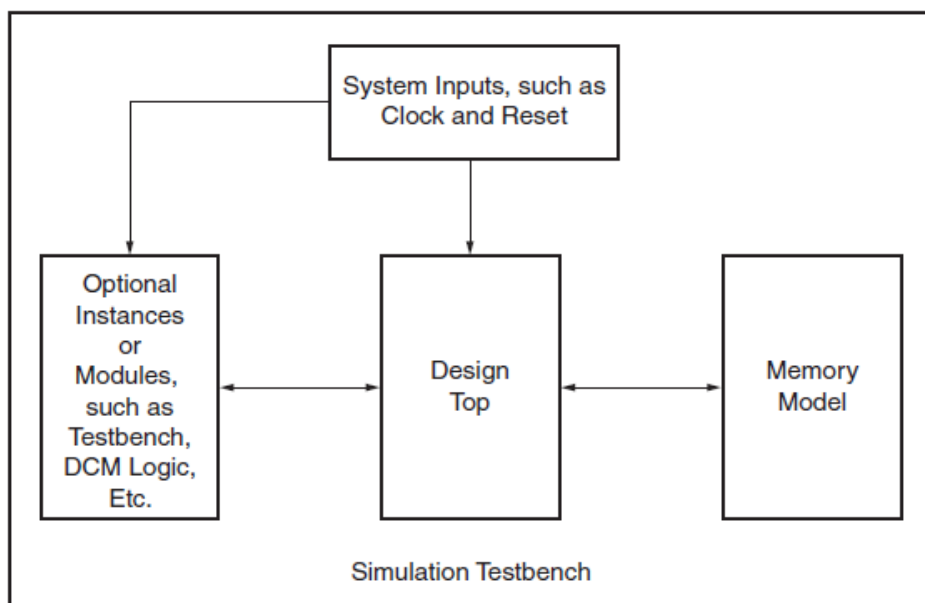 System Inputs, such as
Clock and Reset
Optional
Instances
or
Modules,
such as
Testbench,
DCM Logic,
Etc.
Design
Top
Memory
Model
Simulation Testbench